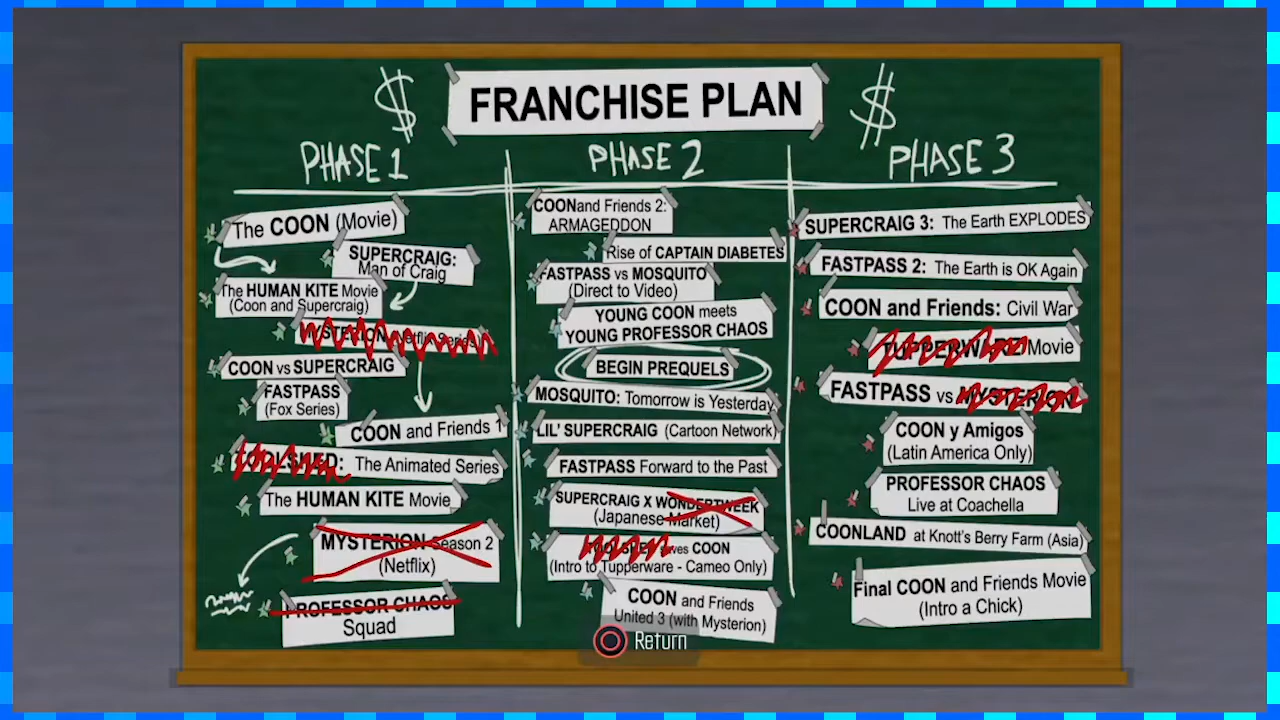 $ FRANCHISE PLAN $
PHASE 1
The COON (Movie)
SUPERCRAIG:
Man of Craig
The HUMAN KITE Movie
(Coon and Supercraig)
MYSTERION (Netflix Series)
COON vs SUPERCRAIG
FASTPASS
(Fox Series)
COON and Friends 1
The Animated Series
The HUMAN KITE Movie
MYSTERION Season 2
(Netflix)
PROFESSOR CHAOS
Squad
PHASE 2
COON and Friends 2:
ARMAGEDDON
Rise of CAPTAIN DIABETES
FASTPASS vs MOSQUITO
(Direct to Video)
YOUNG COON meets
YOUNG PROFESSOR CHAOS
BEGIN PREQUELS
MOSQUITO: Tomorrow is Yesterday
LIL' SUPERCRAIG (Cartoon Network)
FASTPASS Forward to the Past
SUPERCRAIG X WONDERTWEEK
(Japanese Market)
TOOLSHED saves COON
(Intro to Tupperware - Cameo Only)
COON and Friends
United 3 (with Mysterion)
PHASE 3
SUPERCRAIG 3: The Earth EXPLODES
FASTPASS 2: The Earth is OK Again
COON and Friends: Civil War
TUPPERWARE Movie
FASTPASS vs MYSTERION
COON y Amigos
(Latin America Only)
PROFESSOR CHAOS
Live at Coachella
COONLAND at Knott's Berry Farm (Asia)
Final COON and Friends Movie
(Intro a Chick)
Return